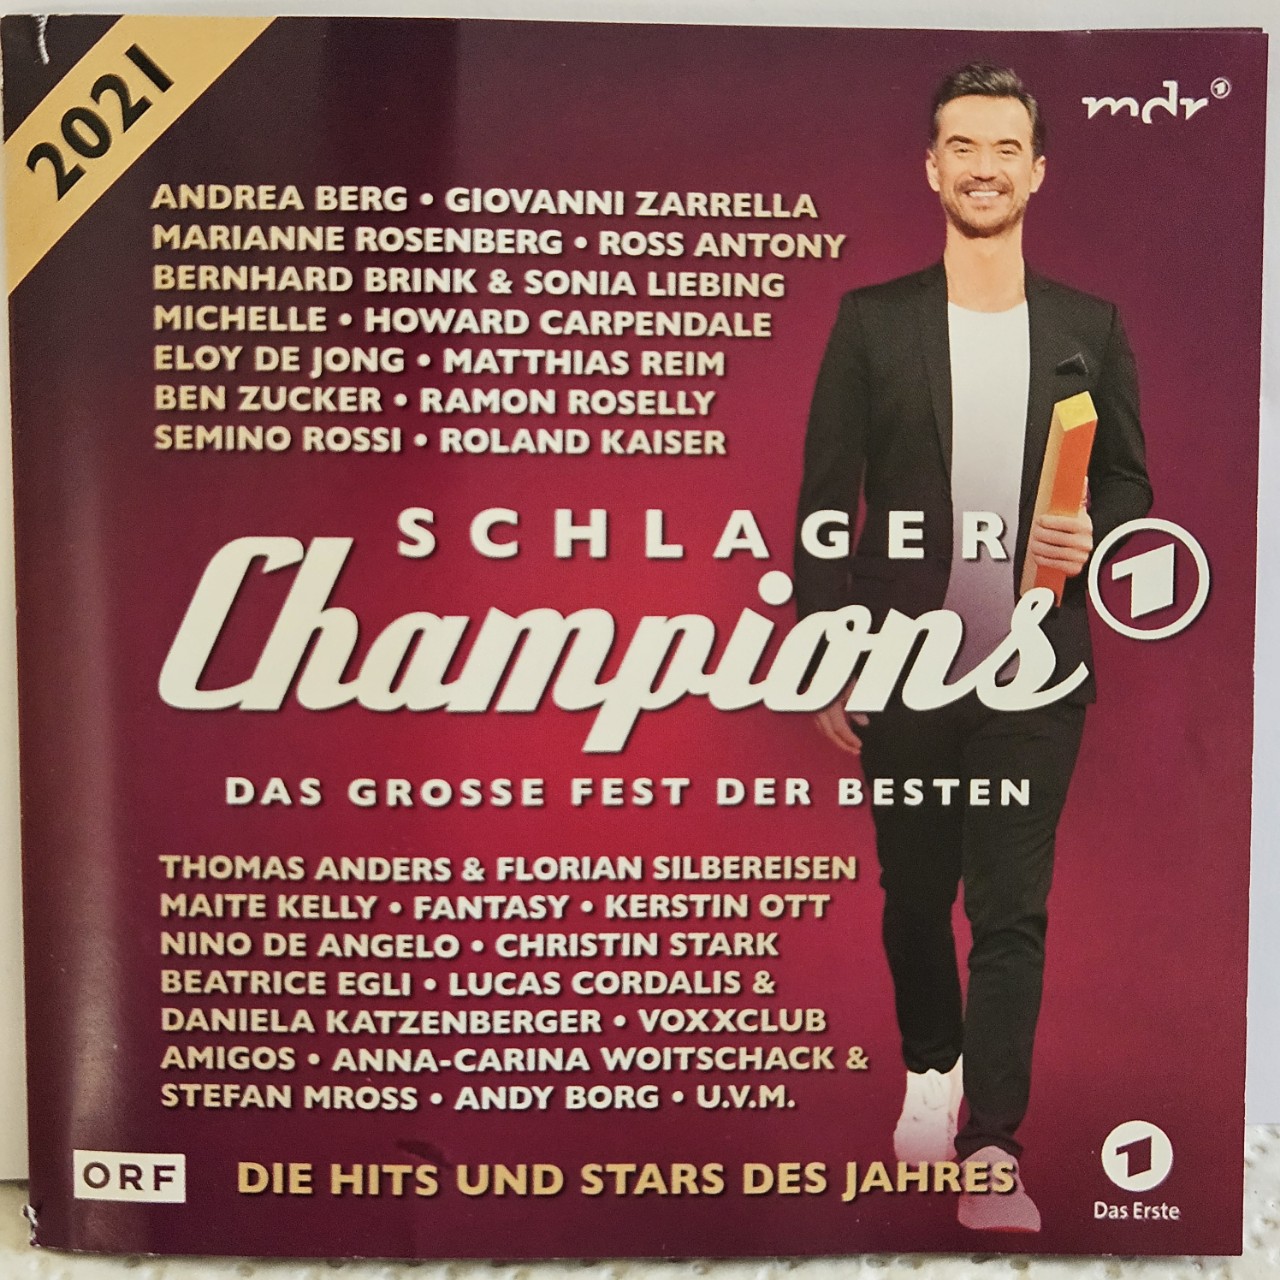 2021
mdr
ANDREA BERG • GIOVANNI ZARRELLA
MARIANNE ROSENBERG • ROSS ANTONY
BERNHARD BRINK & SONIA LIEBING
MICHELLE • HOWARD CARPENDALE
ELOY DE JONG • MATTHIAS REIM
BEN ZUCKER • RAMON ROSELLY
SEMINO ROSSI • ROLAND KAISER
SCHLAGER
Champions
1
DAS GROSSE FEST DER BESTEN
THOMAS ANDERS & FLORIAN SILBEREISEN
MAITE KELLY • FANTASY • KERSTIN OTT
NINO DE ANGELO • CHRISTIN STARK
BEATRICE EGLI • LUCAS CORDALIS &
DANIELA KATZENBERGER • VOXXCLUB
AMIGOS • ANNA-CARINA WOITSCHACK &
STEFAN MROSS • ANDY BORG • U.V.M.
ORF
DIE HITS UND STARS DES JAHRES
1
Das Erste